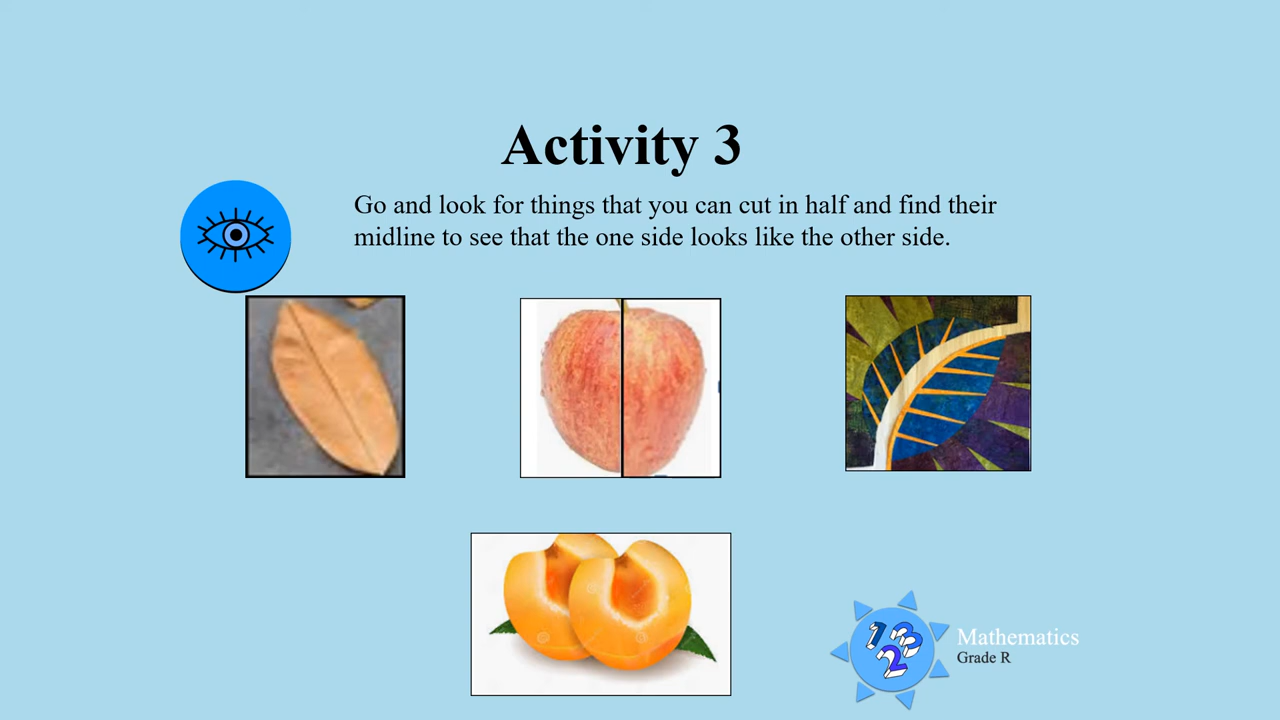 Activity 3
Go and look for things that you can cut in half and find their
midline to see that the one side looks like the other side.
123
Mathematics
Grade R